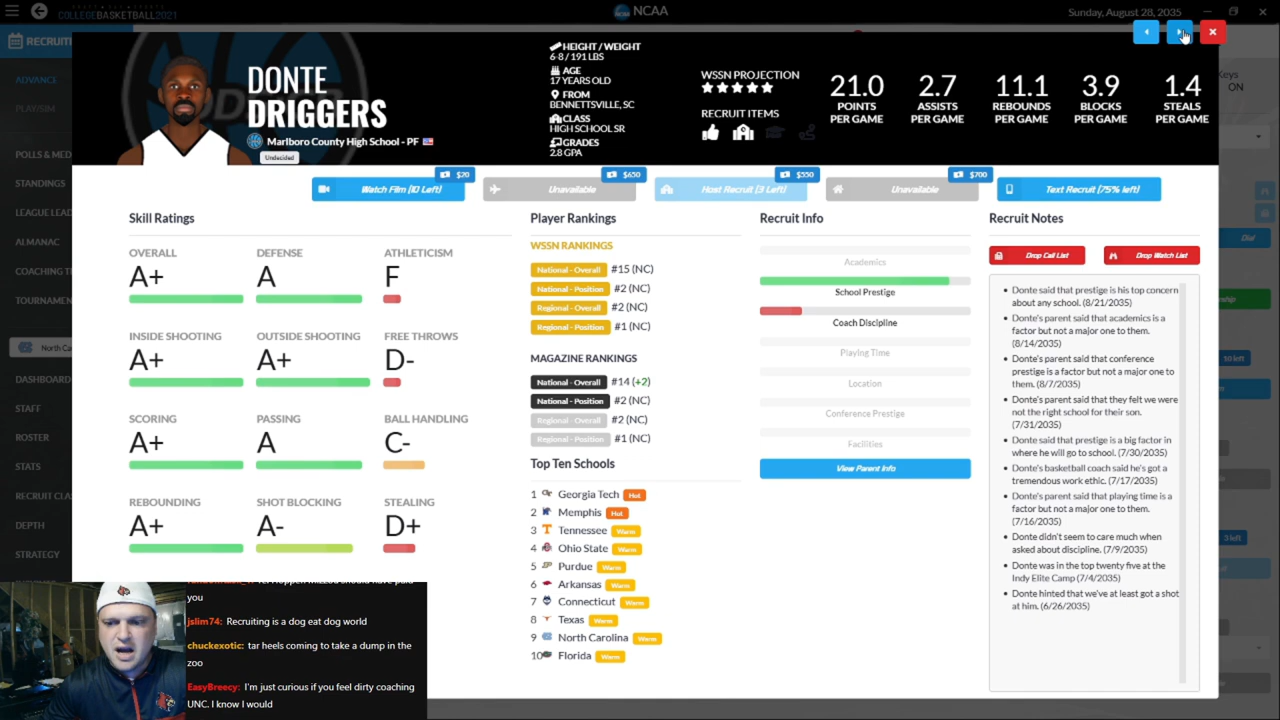 COLLEGE BASKETBALL 2021
NCAA
Sunday, August 28, 2035
RECRUIT
ADVANCE
PLAY/SIM
POLLS & MED
STANDINGS
LEAGUE LEAD
ALMANAC
COACHING T
TOURNAMEN
North Ca
DASHBOARD
STAFF
ROSTER
STATS
RECRUIT CLA
DEPTH
STRATEGY
Keys
ON
Dial
10 left
3 left
DONTE
DRIGGERS
Marlboro County High School - PF
Undecided
HEIGHT / WEIGHT
6-8 / 191 LBS
AGE
17 YEARS OLD
FROM
BENNETTSVILLE, SC
CLASS
HIGH SCHOOL SR
GRADES
2.8 GPA
WSSN PROJECTION
RECRUIT ITEMS
21.0
POINTS
PER GAME
2.7
ASSISTS
PER GAME
11.1
REBOUNDS
PER GAME
3.9
BLOCKS
PER GAME
1.4
STEALS
PER GAME
$20
Watch Film (10 Left)
$650
Unavailable
$550
Host Recruit (3 Left)
$700
Unavailable
Text Recruit (75% left)
Skill Ratings
OVERALL
A+
DEFENSE
A
ATHLETICISM
F
INSIDE SHOOTING
A+
OUTSIDE SHOOTING
A+
FREE THROWS
D-
SCORING
A+
PASSING
A
BALL HANDLING
C-
REBOUNDING
A+
SHOT BLOCKING
A-
STEALING
D+
Player Rankings
WSSN RANKINGS
National - Overall #15 (NC)
National - Position #2 (NC)
Regional - Overall #2 (NC)
Regional - Position #1 (NC)
MAGAZINE RANKINGS
National - Overall #14 (+2)
National - Position #2 (NC)
Regional - Overall #2 (NC)
Regional - Position #1 (NC)
Top Ten Schools
1 Georgia Tech Hot
2 Memphis Hot
3 Tennessee Warm
4 Ohio State Warm
5 Purdue Warm
6 Arkansas Warm
7 Connecticut Warm
8 Texas Warm
9 North Carolina Warm
10 Florida Warm
Recruit Info
Academics
School Prestige
Coach Discipline
Playing Time
Location
Conference Prestige
Facilities
View Parent Info
Recruit Notes
Drop Call List
Drop Watch List
Donte said that prestige is his top concern
about any school. (8/21/2035)
Donte's parent said that academics is a
factor but not a major one to them.
(8/14/2035)
Donte's parent said that conference
prestige is a factor but not a major one to
them. (8/7/2035)
Donte's parent said that they felt we were
not the right school for their son.
(7/31/2035)
Donte said that prestige is a big factor in
where he will go to school. (7/30/2035)
Donte's basketball coach said he's got a
tremendous work ethic. (7/17/2035)
Donte's parent said that playing time is a
factor but not a major one to them.
(7/16/2035)
Donte didn't seem to care much when
asked about discipline. (7/9/2035)
Donte was in the top twenty five at the
Indy Elite Camp (7/4/2035)
Donte hinted that we've at least got a shot
at him. (6/26/2035)
you
jslim74: Recruiting is a dog eat dog world
chuckexotic: tar heels coming to take a dump in the
zoo
EasyBreecy: I'm just curious if you feel dirty coaching
UNC. I know I would